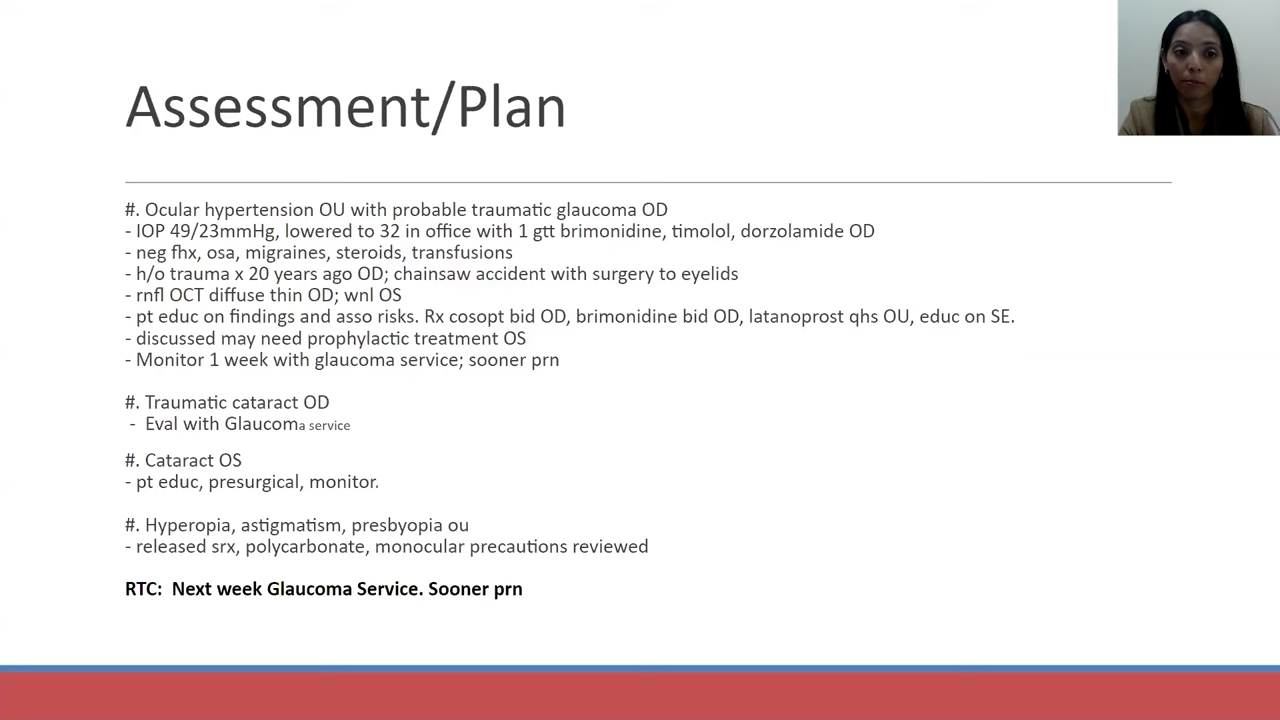 Assessment/Plan
#. Ocular hypertension OU with probable traumatic glaucoma OD
- IOP 49/23mmHg, lowered to 32 in office with 1 gtt brimonidine, timolol, dorzolamide OD
- neg fhx, osa, migraines, steroids, transfusions
- h/o trauma x 20 years ago OD; chainsaw accident with surgery to eyelids
- rnfl OCT diffuse thin OD; wnl OS
- pt educ on findings and asso risks. Rx cosopt bid OD, brimonidine bid OD, latanoprost qhs OU, educ on SE.
- discussed may need prophylactic treatment OS
- Monitor 1 week with glaucoma service; sooner prn
#. Traumatic cataract OD
- Eval with Glaucoma service
#. Cataract OS
- pt educ, presurgical, monitor.
#. Hyperopia, astigmatism, presbyopia ou
- released srx, polycarbonate, monocular precautions reviewed
RTC: Next week Glaucoma Service. Sooner prn